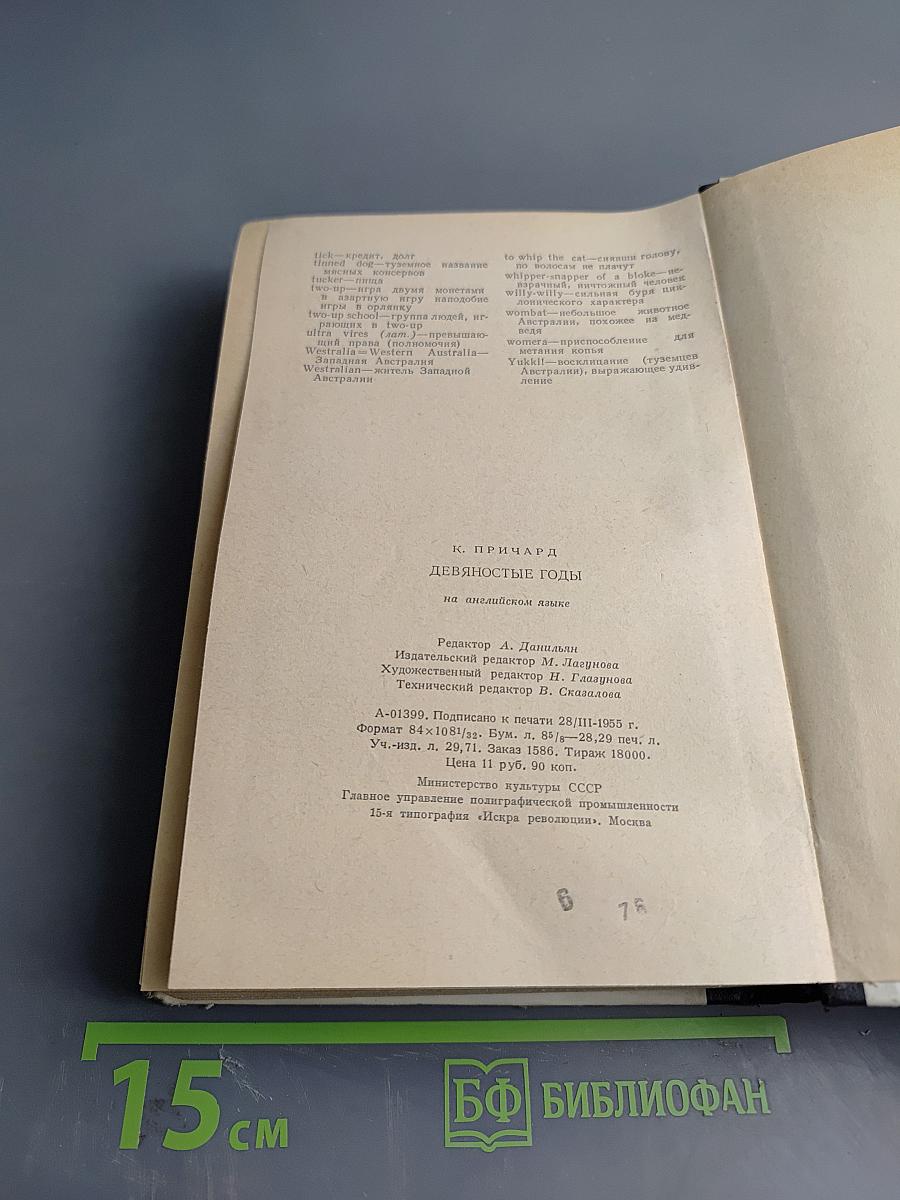 tick—кредит, долг
tinned dog—туземное название
мясных консервов
tucker—пища
two-up—игра двумя монетами
в азартную игру наподобие
игры в орлянку
two-up school—группа людей, иг-
рающих в two-up
ultra vires (лат.)—превышаю-
щий права (полномочия)
Westralia=Western Australia—
Западная Австралия
Westralian—житель Западной
Австралии
to whip the cat—снявши голову,
по волосам не плачут
whipper-snapper of a bloke—не-
взрачный, ничтожный человек
willy-willy—сильная буря цик-
лонического характера
wombat—небольшое животное
Австралии, похожее на мед-
ведя
womera—приспособление для
метания копья
Yukki!—восклицание (туземцев
Австралии), выражающее удив-
ление
К. ПРИЧАРД
ДЕВЯНОСТЫЕ ГОДЫ
на английском языке
Редактор А. Данильян
Издательский редактор М. Лагунова
Художественный редактор Н. Глазунова
Технический редактор В. Сказалова
А-01399. Подписано к печати 28/III-1955 г.
Формат 84×108¹/₃₂. Бум. л. 8⁵/₈—28,29 печ. л.
Уч.-изд. л. 29,71. Заказ 1586. Тираж 18000.
Цена 11 руб. 90 коп.
Министерство культуры СССР
Главное управление полиграфической промышленности
15-я типография «Искра революции». Москва
6 76
15 см
БФ БИБЛИОФАН